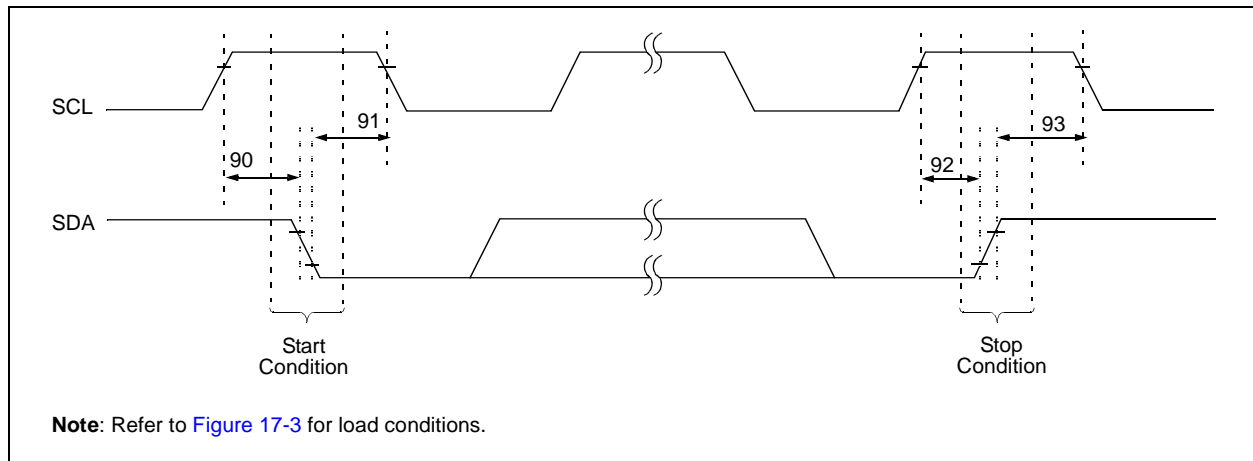 SCL
91
93
90
92
SDA
Start
Condition
Stop
Condition
Note: Refer to Figure 17-3 for load conditions.